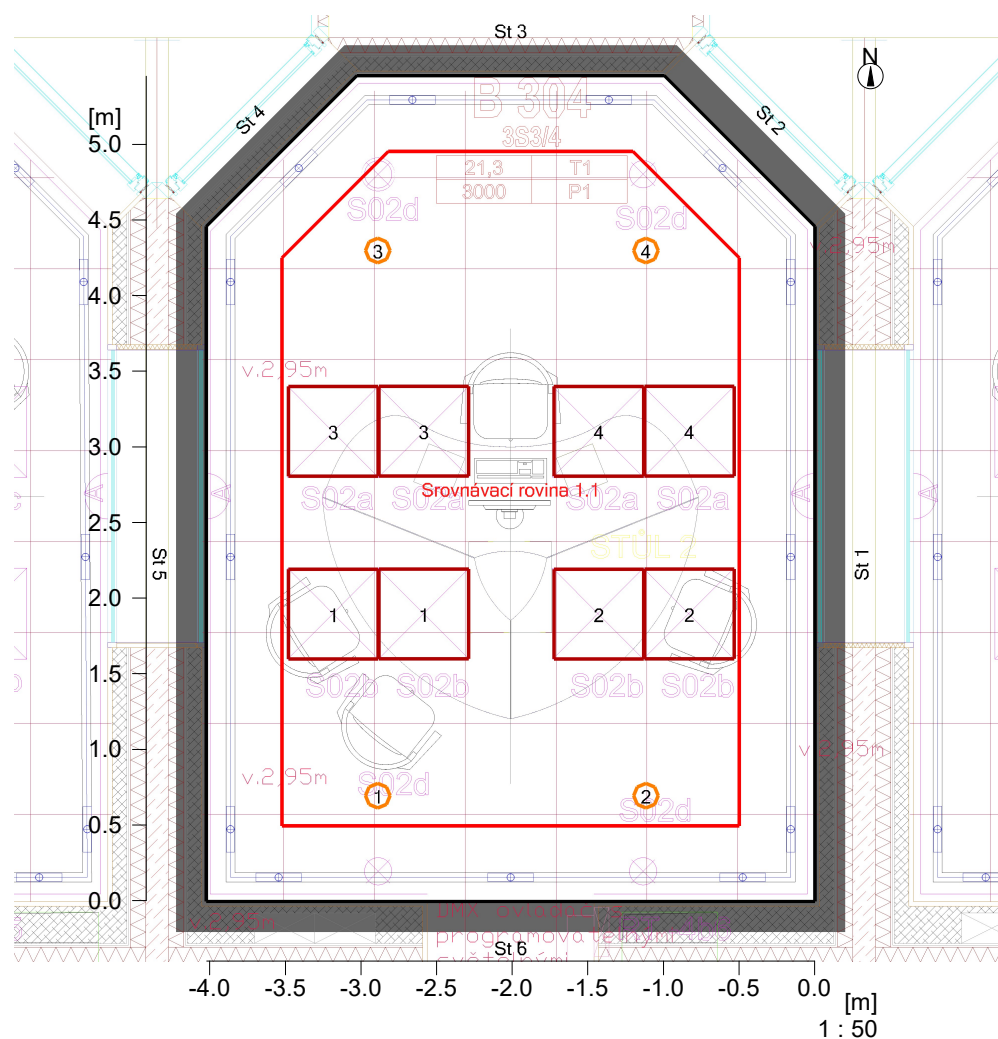 St 3
N
B 304
3S3/4
[m]
St 4
St 2
21,3 T1
3000 P1
5.0
S02d
S02d
4.5
3
4
v.2,95m
4.0
3.5
v.2,95m
3 3 4 4
3.0
Srovnávací rovina 1.1
A
S02a S02a S02a S02a
A
2.5
STŮL 2
St 5
St 1
2.0
1 1 2 2
1.5
S02b S02b S02b S02b
1.0
v.2,95m
v.2,95m
S02d
1
2
S02d
0.5
0.0
v.2,95m
DMX ovládání s
programovatelnými
St 6
světelnými
-4.0 -3.5 -3.0 -2.5 -2.0 -1.5 -1.0 -0.5 0.0
[m]
1 : 50